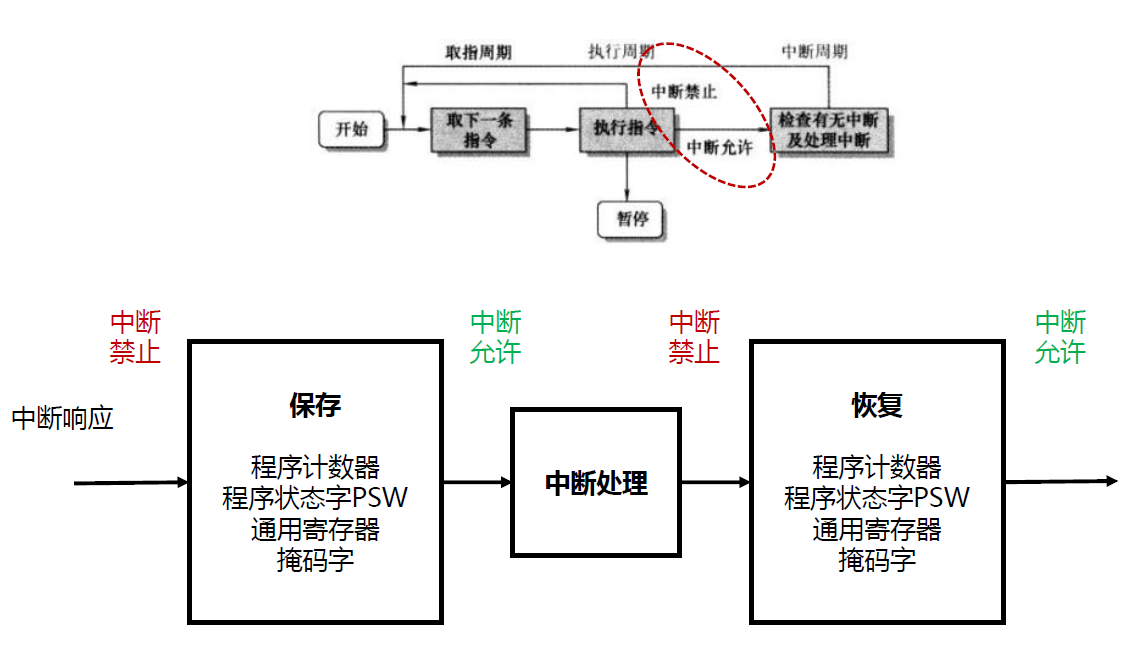 取指周期
执行周期
中断周期
中断禁止
开始
取下一条
指令
执行指令
检查有无中断
及处理中断
中断允许
暂停
中断
禁止
中断
允许
中断
禁止
中断
允许
中断响应
保存
程序计数器
程序状态字PSW
通用寄存器
掩码字
中断处理
恢复
程序计数器
程序状态字PSW
通用寄存器
掩码字